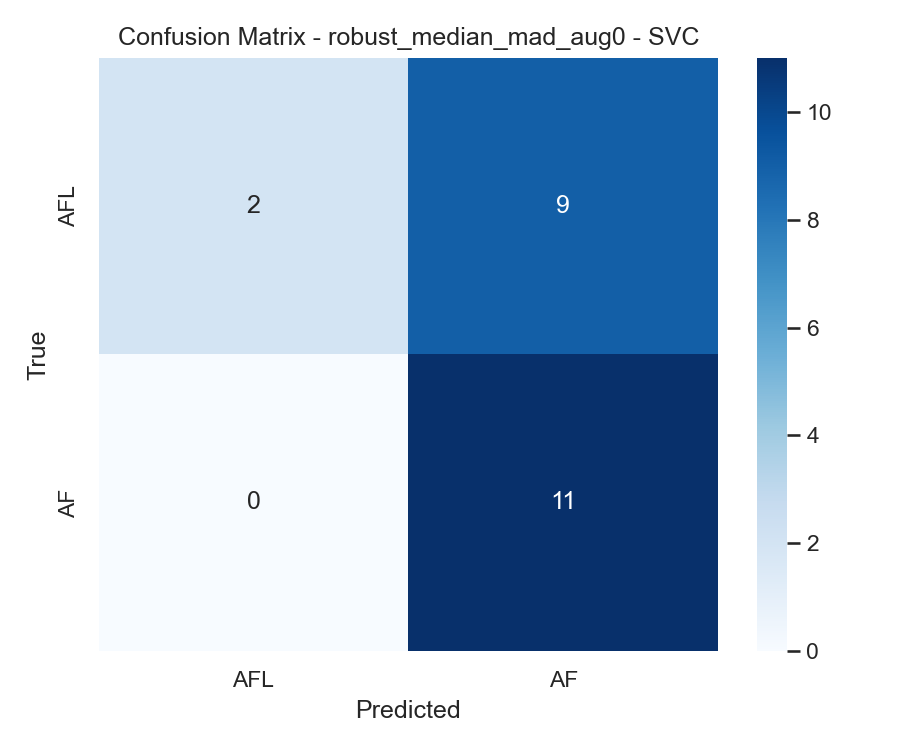 Confusion Matrix - robust_median_mad_aug0 - SVC
True
AFL
2
9
AF
0
11
AFL
AF
Predicted
10
8
6
4
2
0